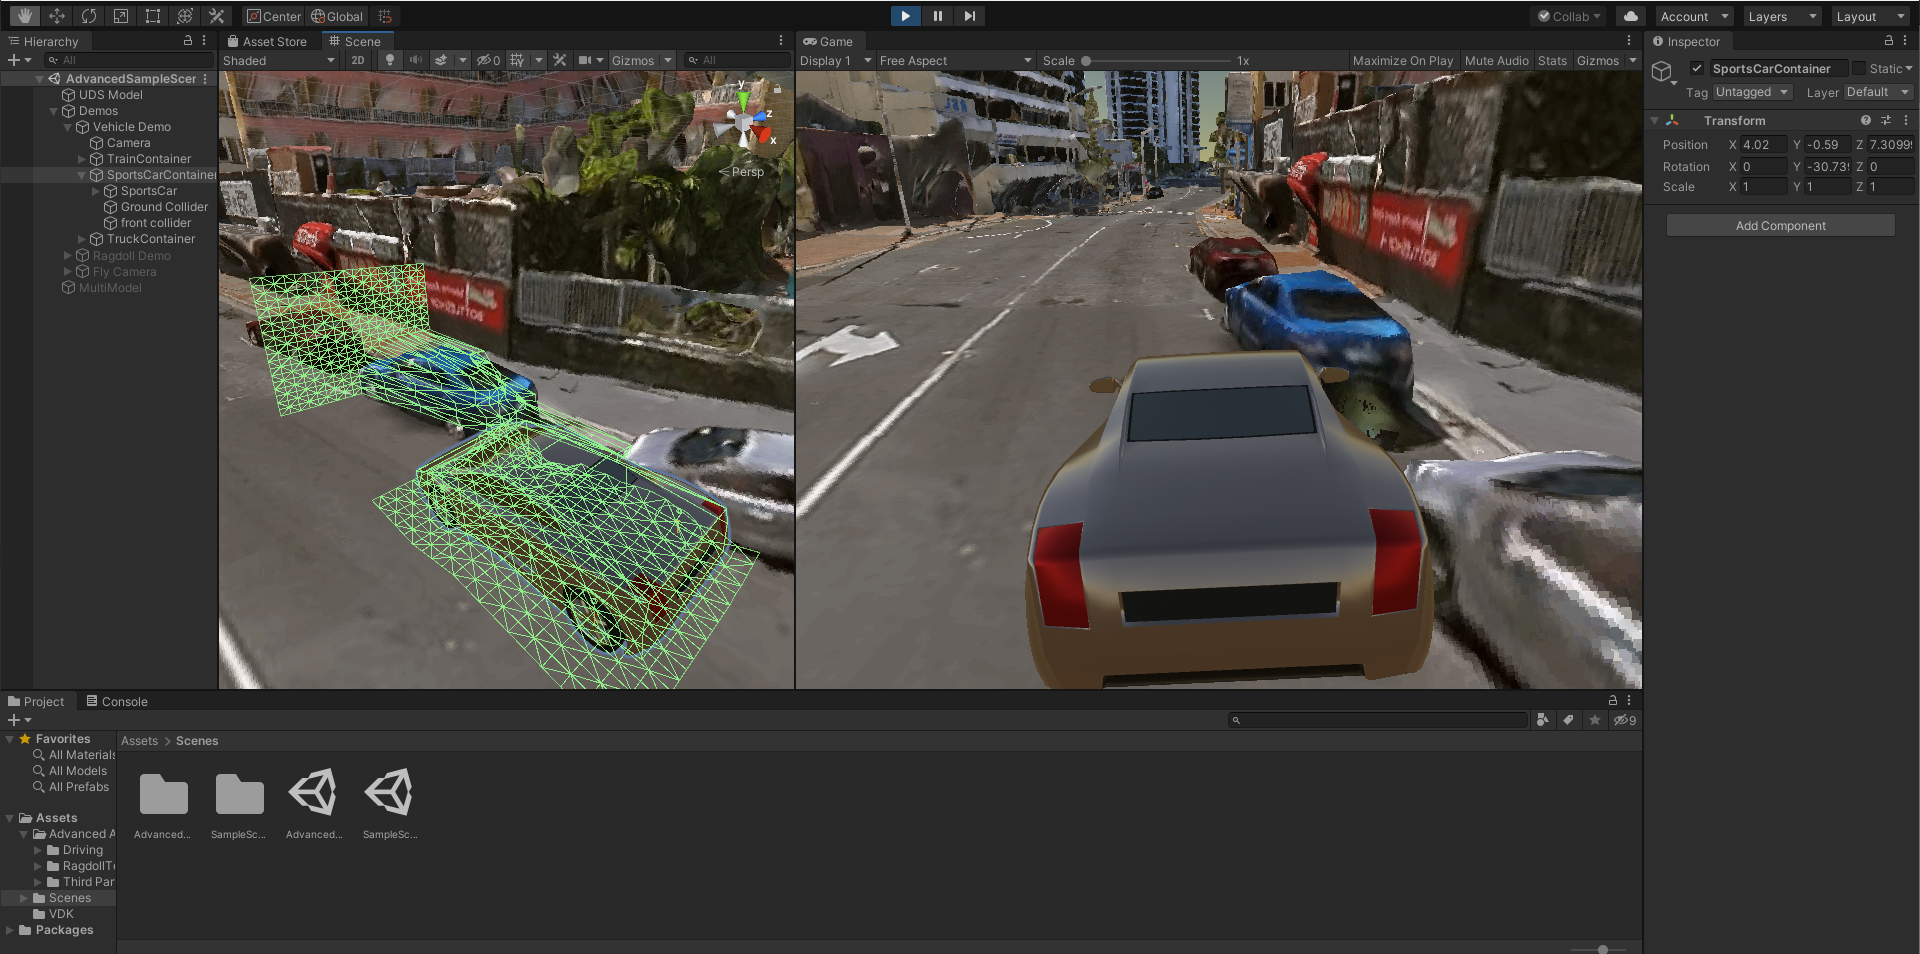 Center Global
Collab Account Layers Layout
Hierarchy
All
AdvancedSampleScer
UDS Model
Demos
Vehicle Demo
Camera
TrainContainer
SportsCarContainer
SportsCar
Ground Collider
front collider
TruckContainer
Ragdoll Demo
Fly Camera
MultiModel
Asset Store Scene
Shaded 2D 0 Gizmos All
y
z
x
Persp
Game
Display 1 Free Aspect Scale 1x Maximize On Play Mute Audio Stats Gizmos
Inspector
SportsCarContainer Static
Tag Untagged Layer Default
Transform
Position X 4.02 Y -0.59 Z 7.3099
Rotation X 0 Y -30.73 Z 0
Scale X 1 Y 1 Z 1
Add Component
Project Console
9
Favorites
All Materials
All Models
All Prefabs
Assets
Advanced A
Driving
RagdollTe
Third Par
Scenes
VDK
Packages
Assets > Scenes
Advanced... SampleSc... Advanced... SampleSc...